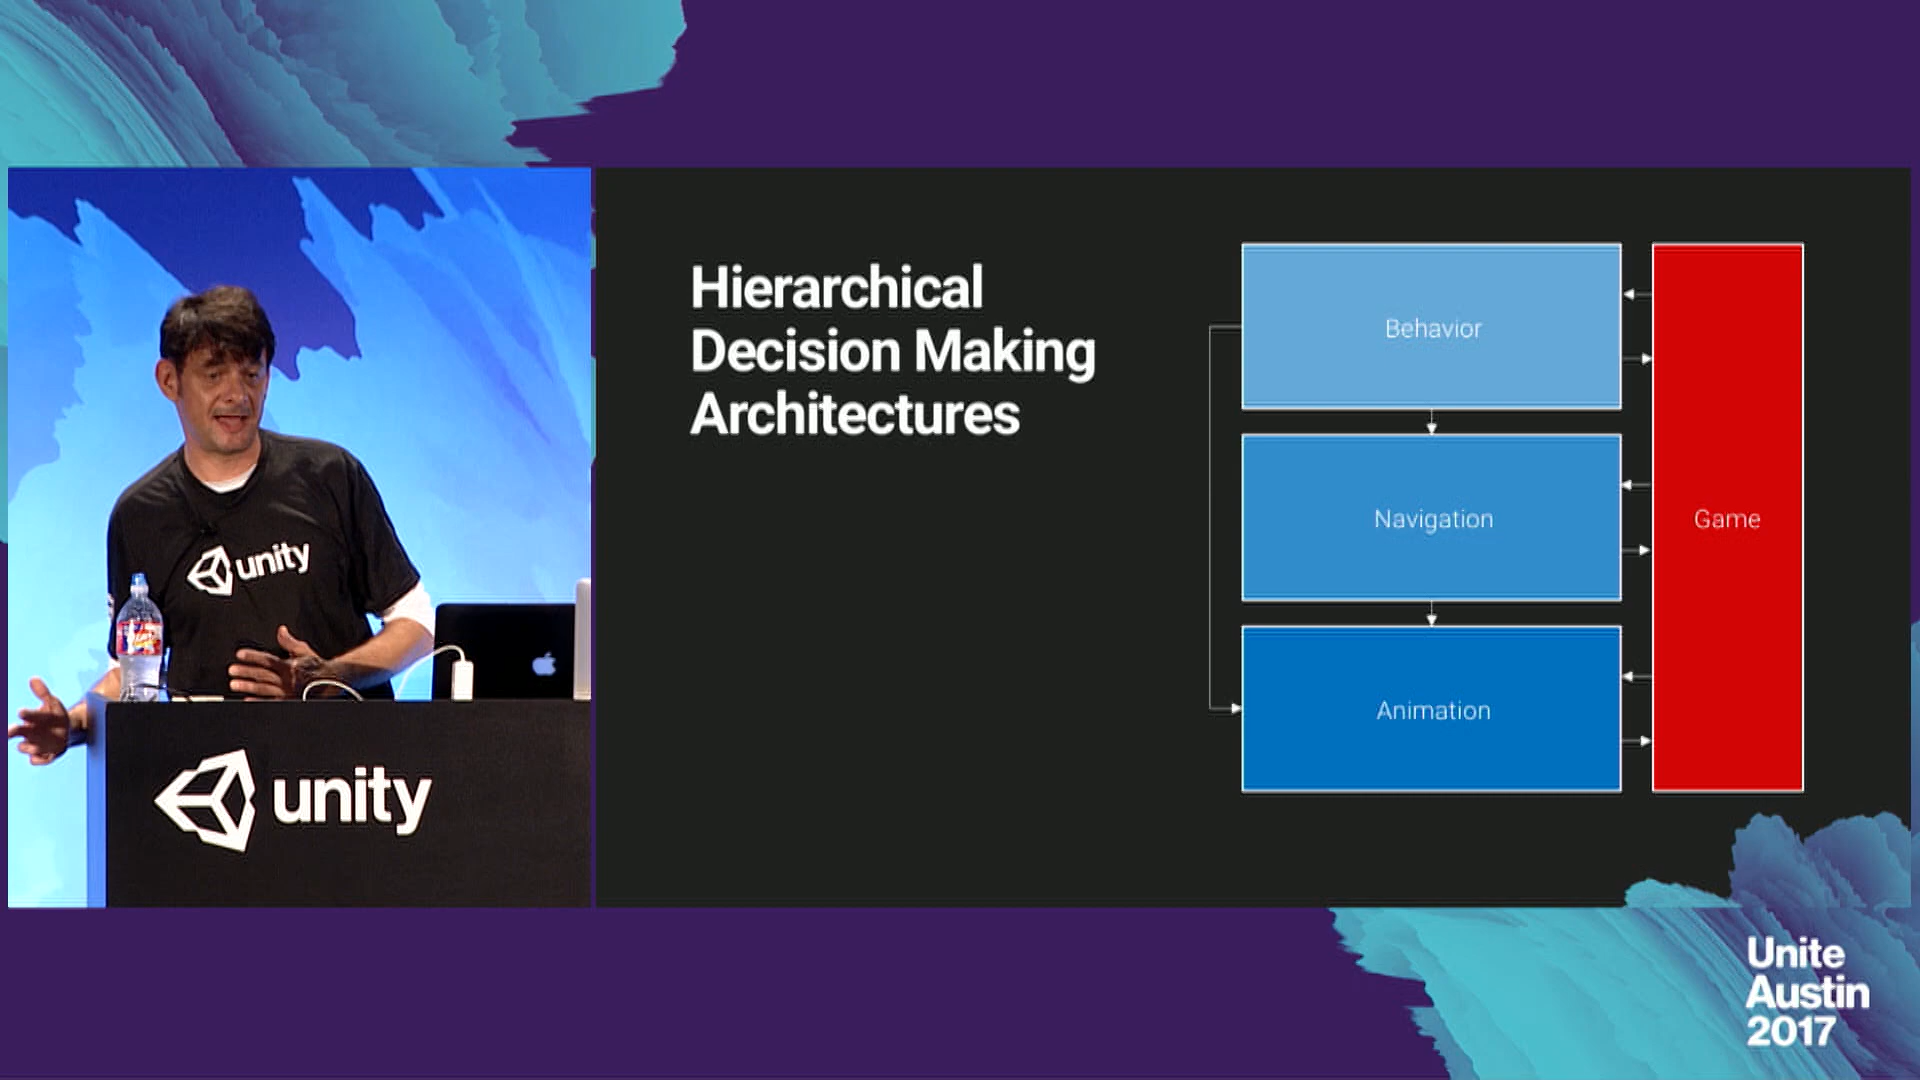 Hierarchical
Decision Making
Architectures
Behavior
Navigation
Animation
Game
unity
unity
Unite
Austin
2017